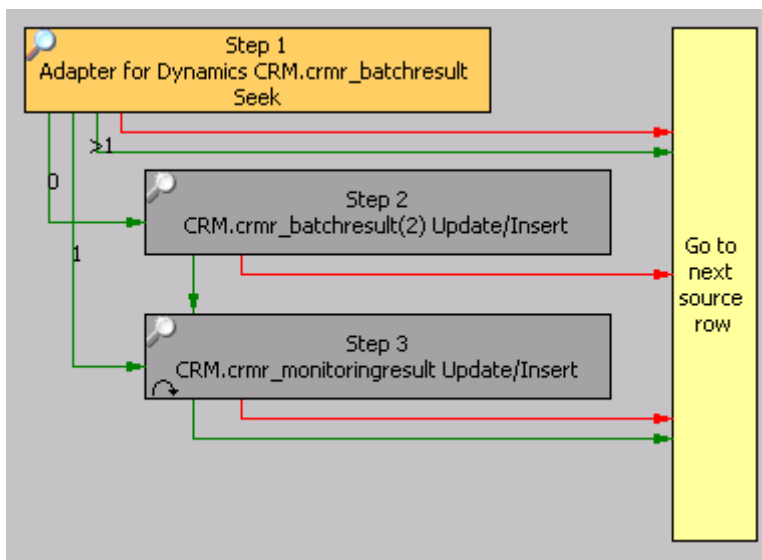 Step 1
Adapter for Dynamics CRM.crmr_batchresult
Seek
>1
0
Step 2
CRM.crmr_batchresult(2) Update/Insert
1
Go to
next
source
row
Step 3
CRM.crmr_monitoringresult Update/Insert